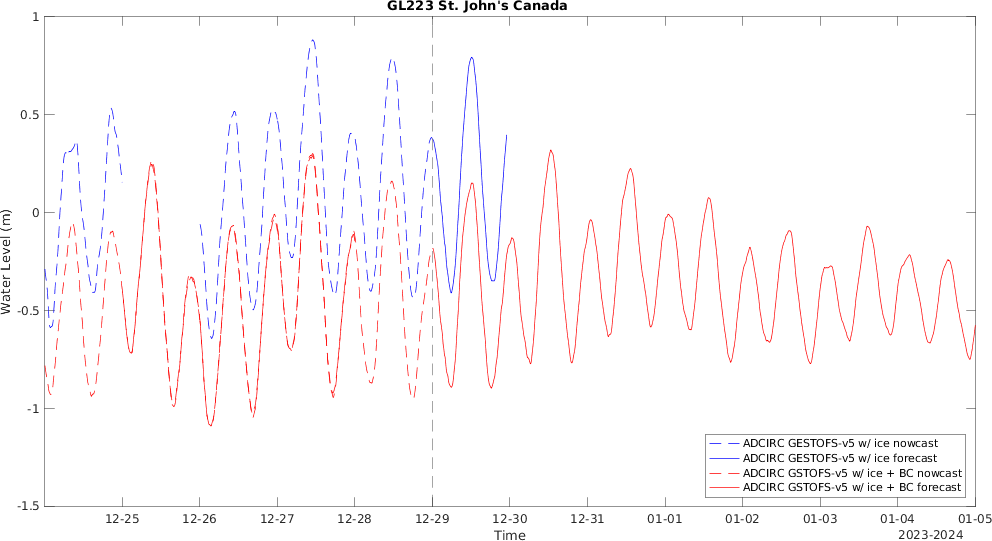 GL223 St. John's Canada
1
0.5
0
-0.5
-1
-1.5
Water Level (m)
ADCIRC GESTOFS-v5 w/ ice nowcast
ADCIRC GESTOFS-v5 w/ ice forecast
ADCIRC GSTOFS-v5 w/ ice + BC nowcast
ADCIRC GSTOFS-v5 w/ ice + BC forecast
12-25 12-26 12-27 12-28 12-29 12-30 12-31 01-01 01-02 01-03 01-04 01-05
Time
2023-2024